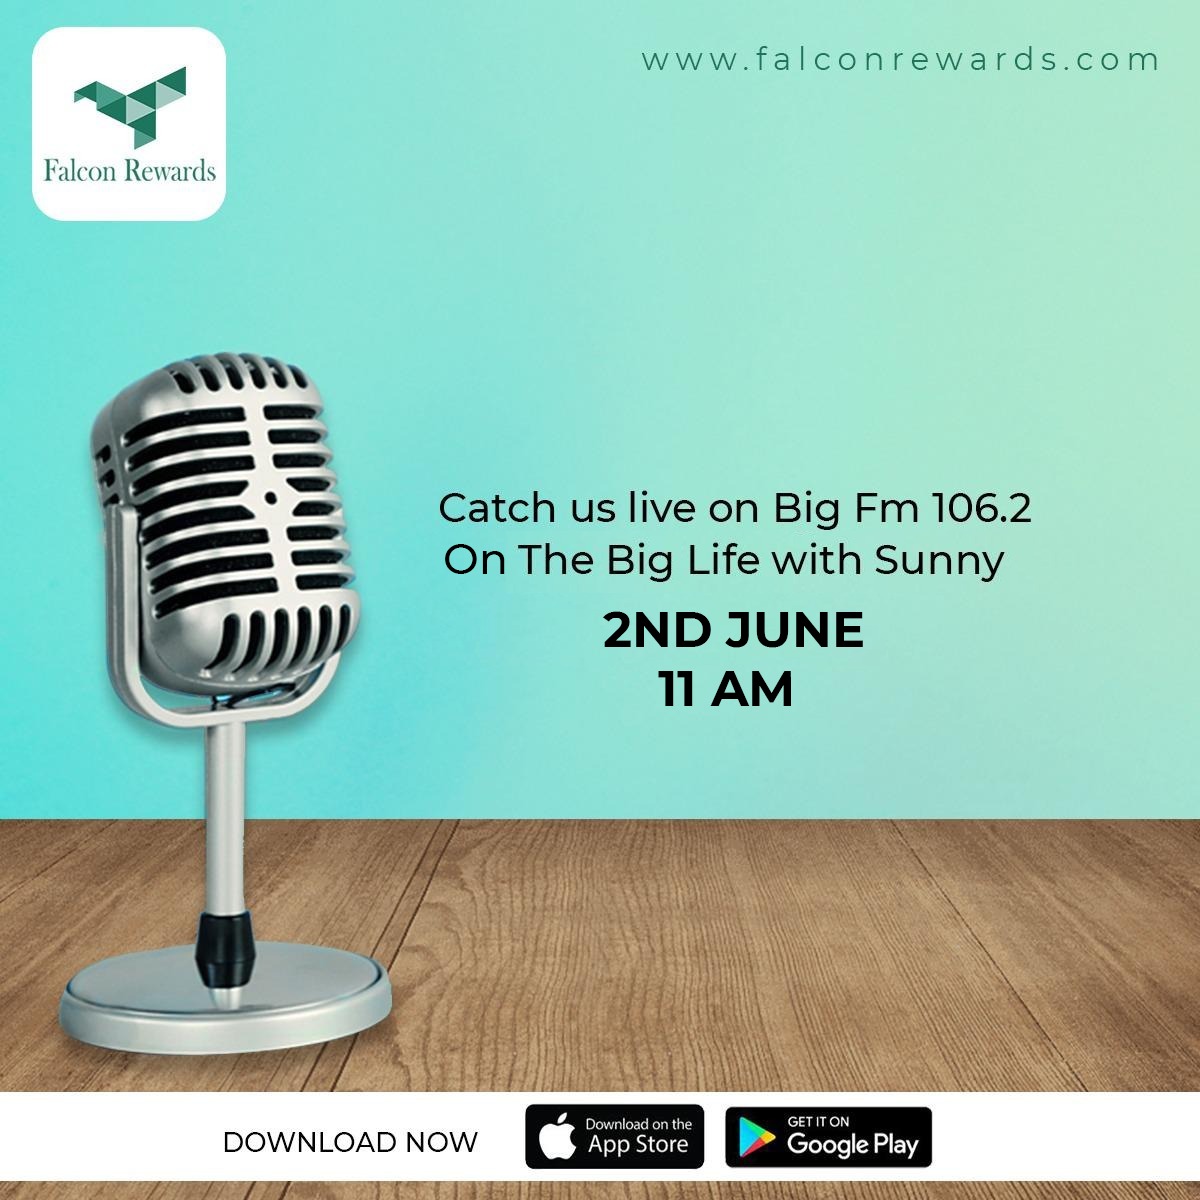 Falcon Rewards
www.falconrewards.com
Catch us live on Big Fm 106.2
On The Big Life with Sunny
2ND JUNE
11 AM
DOWNLOAD NOW
Download on the
App Store
GET IT ON
Google Play